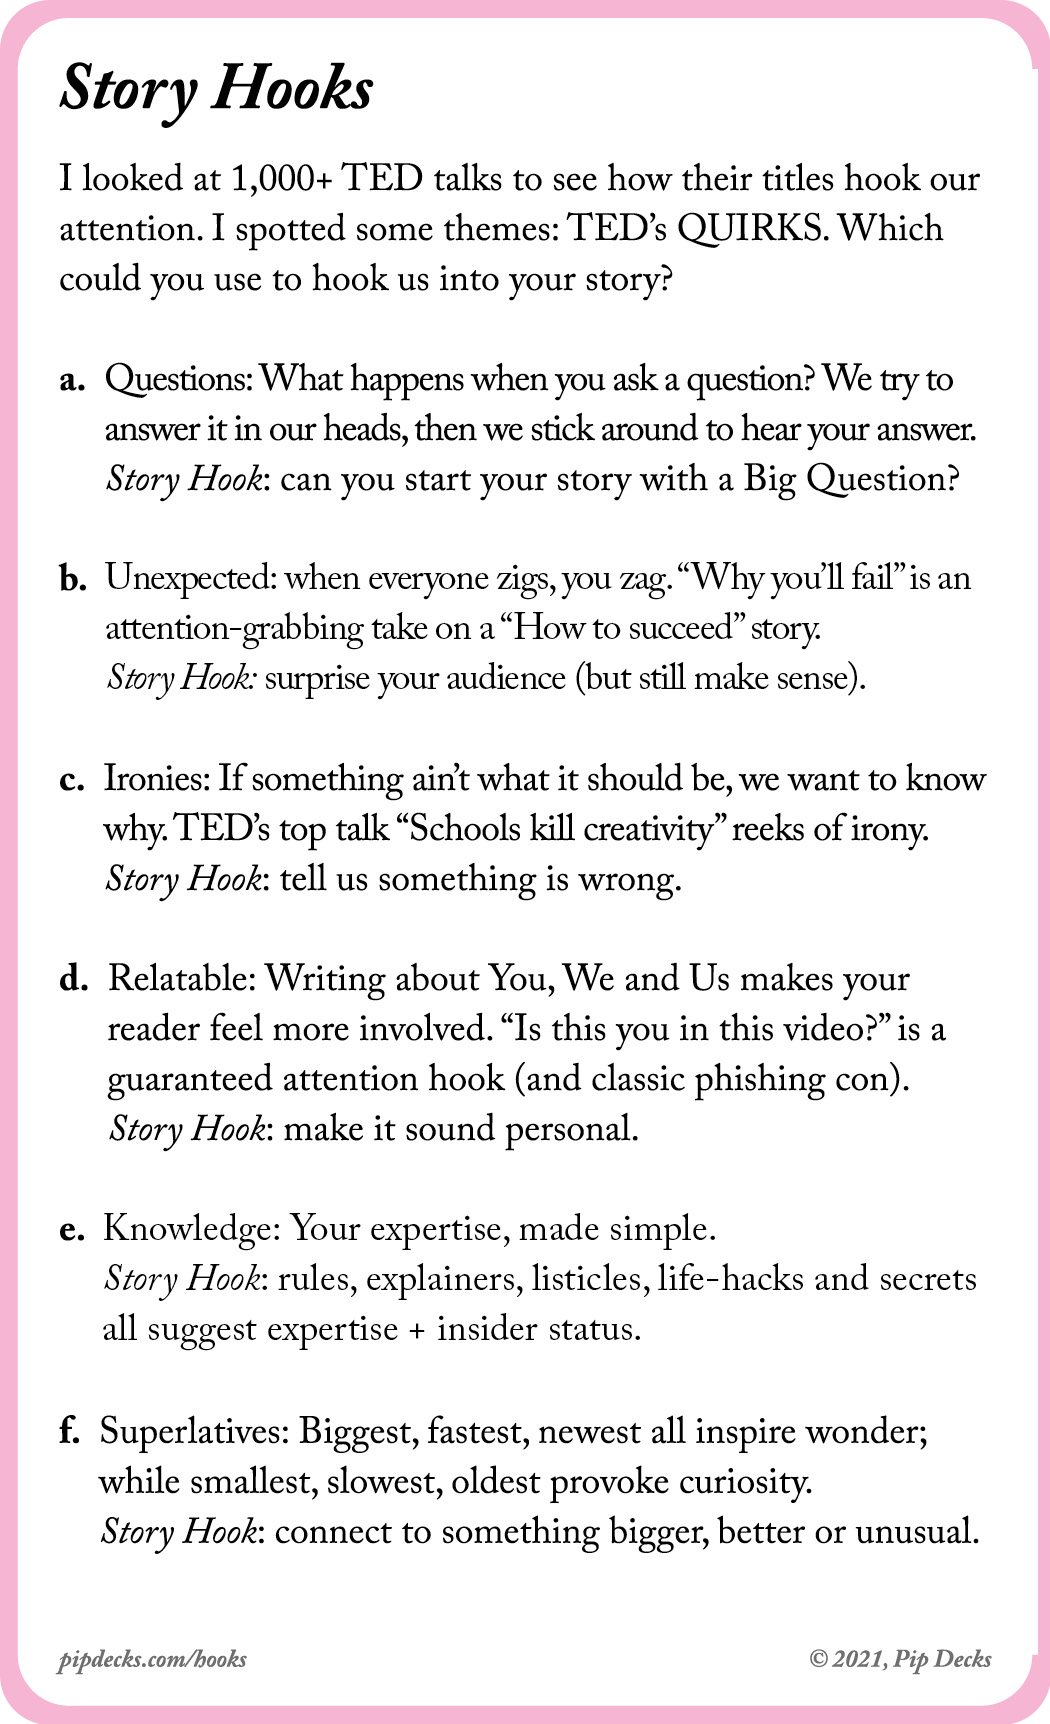 Story Hooks
I looked at 1,000+ TED talks to see how their titles hook our
attention. I spotted some themes: TED’s QUIRKS. Which
could you use to hook us into your story?
a. Questions: What happens when you ask a question? We try to
answer it in our heads, then we stick around to hear your answer.
Story Hook: can you start your story with a Big Question?
b. Unexpected: when everyone zigs, you zag. “Why you’ll fail” is an
attention-grabbing take on a “How to succeed” story.
Story Hook: surprise your audience (but still make sense).
c. Ironies: If something ain’t what it should be, we want to know
why. TED’s top talk “Schools kill creativity” reeks of irony.
Story Hook: tell us something is wrong.
d. Relatable: Writing about You, We and Us makes your
reader feel more involved. “Is this you in this video?” is a
guaranteed attention hook (and classic phishing con).
Story Hook: make it sound personal.
e. Knowledge: Your expertise, made simple.
Story Hook: rules, explainers, listicles, life-hacks and secrets
all suggest expertise + insider status.
f. Superlatives: Biggest, fastest, newest all inspire wonder;
while smallest, slowest, oldest provoke curiosity.
Story Hook: connect to something bigger, better or unusual.
pipdecks.com/hooks
© 2021, Pip Decks